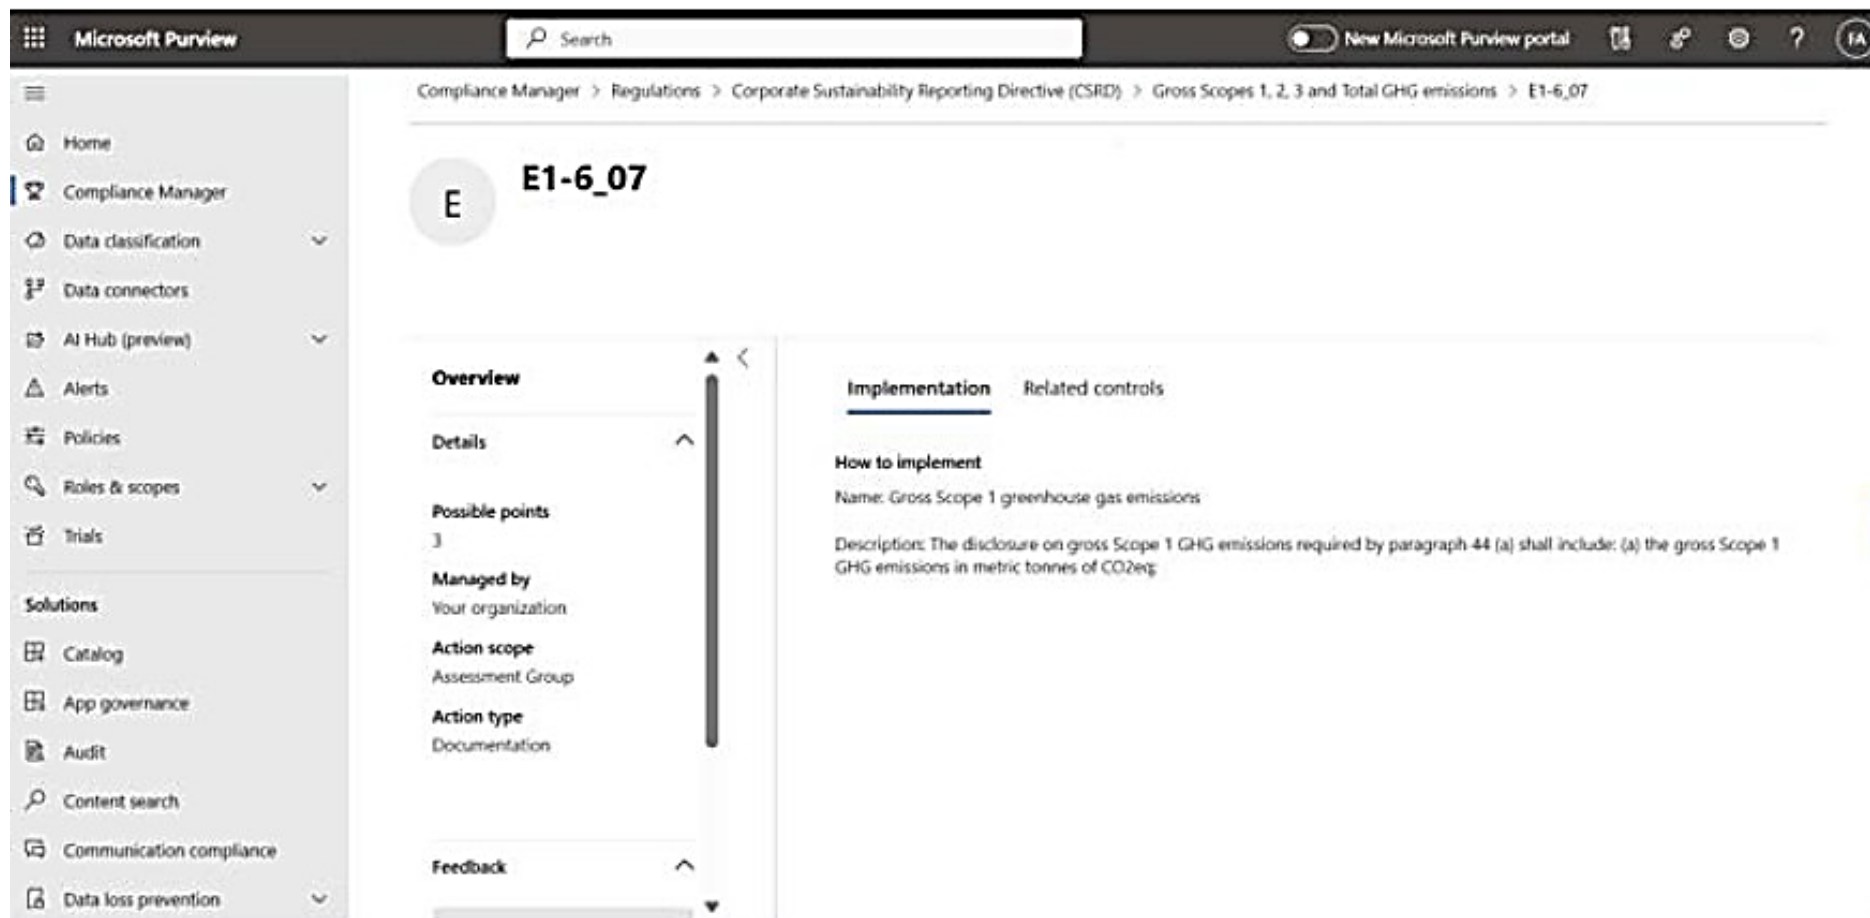 Microsoft Purview
Search
New Microsoft Purview portal
?
FA
Compliance Manager > Regulations > Corporate Sustainability Reporting Directive (CSRD) > Gross Scopes 1, 2, 3 and Total GHG emissions > E1-6_07
Home
Compliance Manager
Data classification
Data connectors
AI Hub (preview)
Alerts
Policies
Roles & scopes
Trials
Solutions
Catalog
App governance
Audit
Content search
Communication compliance
Data loss prevention
E
E1-6_07
Overview
Details
Possible points
3
Managed by
Your organization
Action scope
Assessment Group
Action type
Documentation
Feedback
Implementation
Related controls
How to implement
Name: Gross Scope 1 greenhouse gas emissions
Description: The disclosure on gross Scope 1 GHG emissions required by paragraph 44 (a) shall include: (a) the gross Scope 1
GHG emissions in metric tonnes of CO2eq;